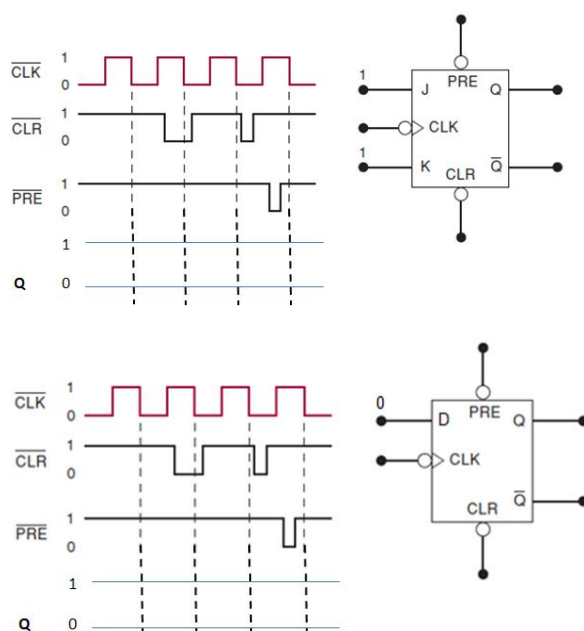 CLK 1 0
CLR 1 0
PRE 1 0
1
Q 0
1 J PRE Q
CLK
1 K CLR Q
CLK 1 0
CLR 1 0
PRE 1 0
1
Q 0
0 D PRE Q
CLK
CLR Q